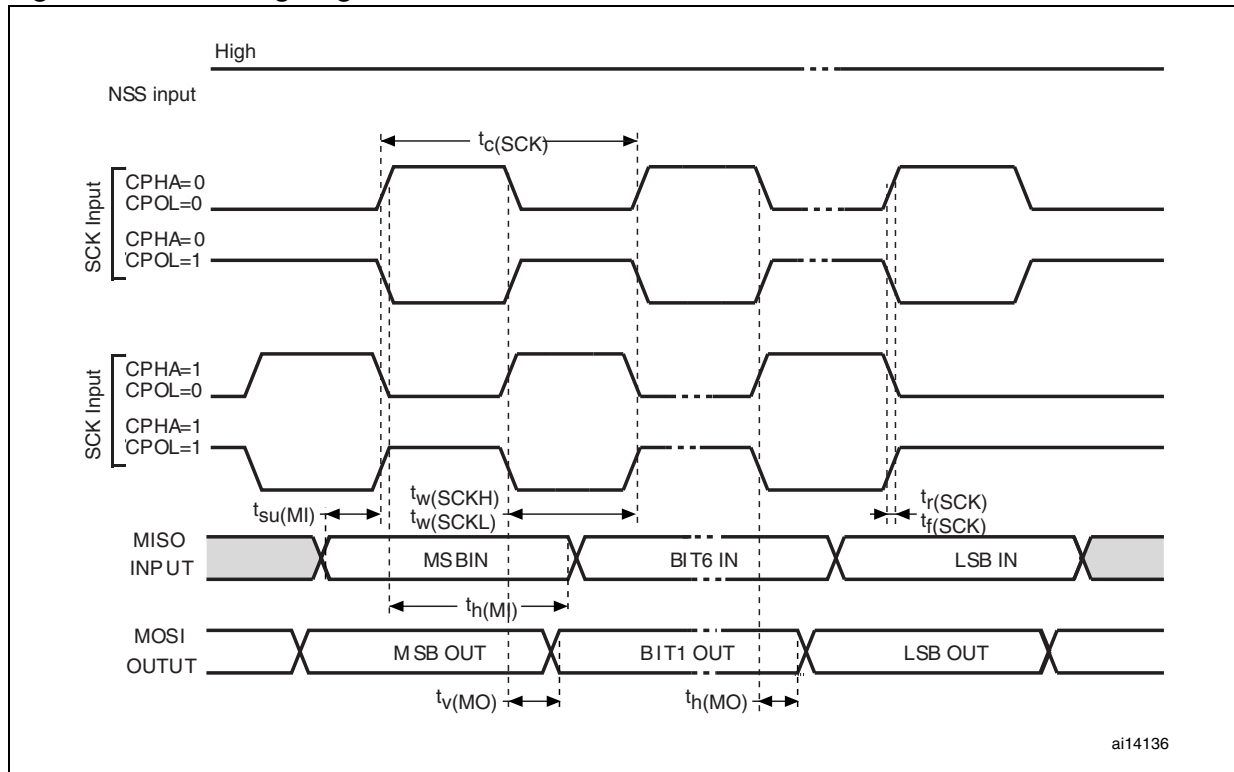 High
NSS input
tc(SCK)
SCK Input
CPHA=0
CPOL=0
CPHA=0
CPOL=1
SCK Input
CPHA=1
CPOL=0
CPHA=1
CPOL=1
tsu(MI)
tw(SCKH)
tw(SCKL)
tr(SCK)
tf(SCK)
MISO
INPUT
MSBIN
BIT6 IN
LSB IN
th(MI)
MOSI
OUTUT
MSB OUT
BIT1 OUT
LSB OUT
tv(MO)
th(MO)
ai14136